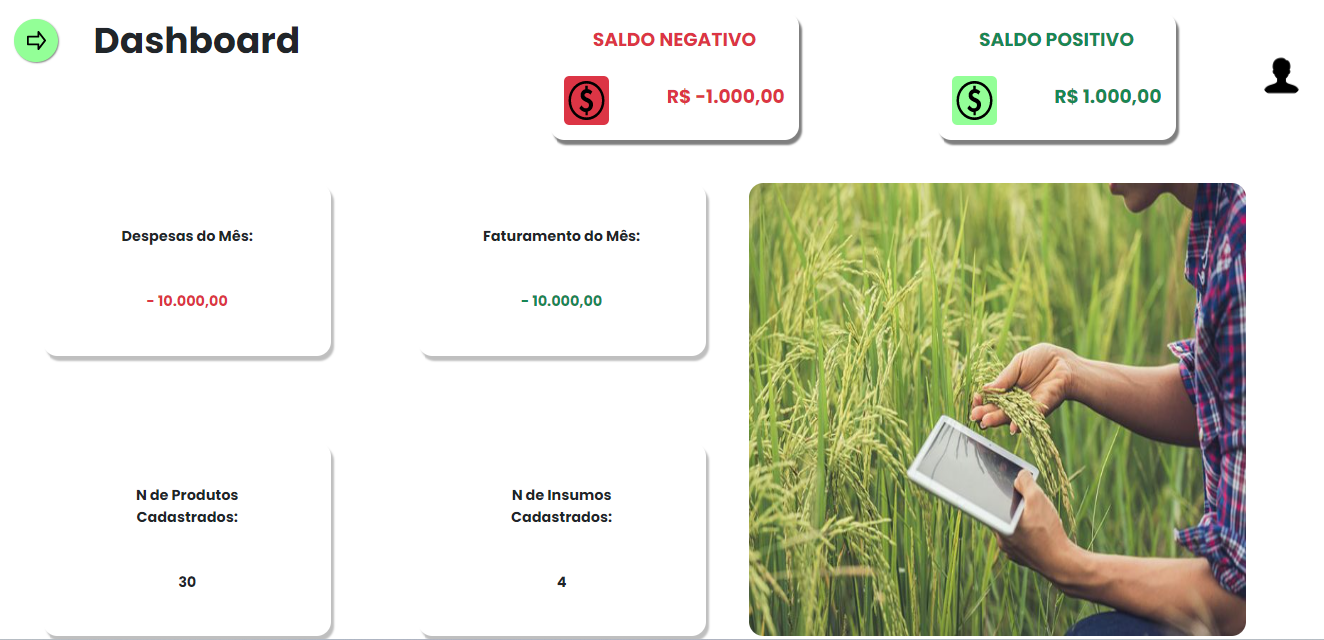 Dashboard
SALDO NEGATIVO
R$ -1.000,00
SALDO POSITIVO
R$ 1.000,00
Despesas do Mês:
- 10.000,00
Faturamento do Mês:
- 10.000,00
N de Produtos
Cadastrados:
30
N de Insumos
Cadastrados:
4